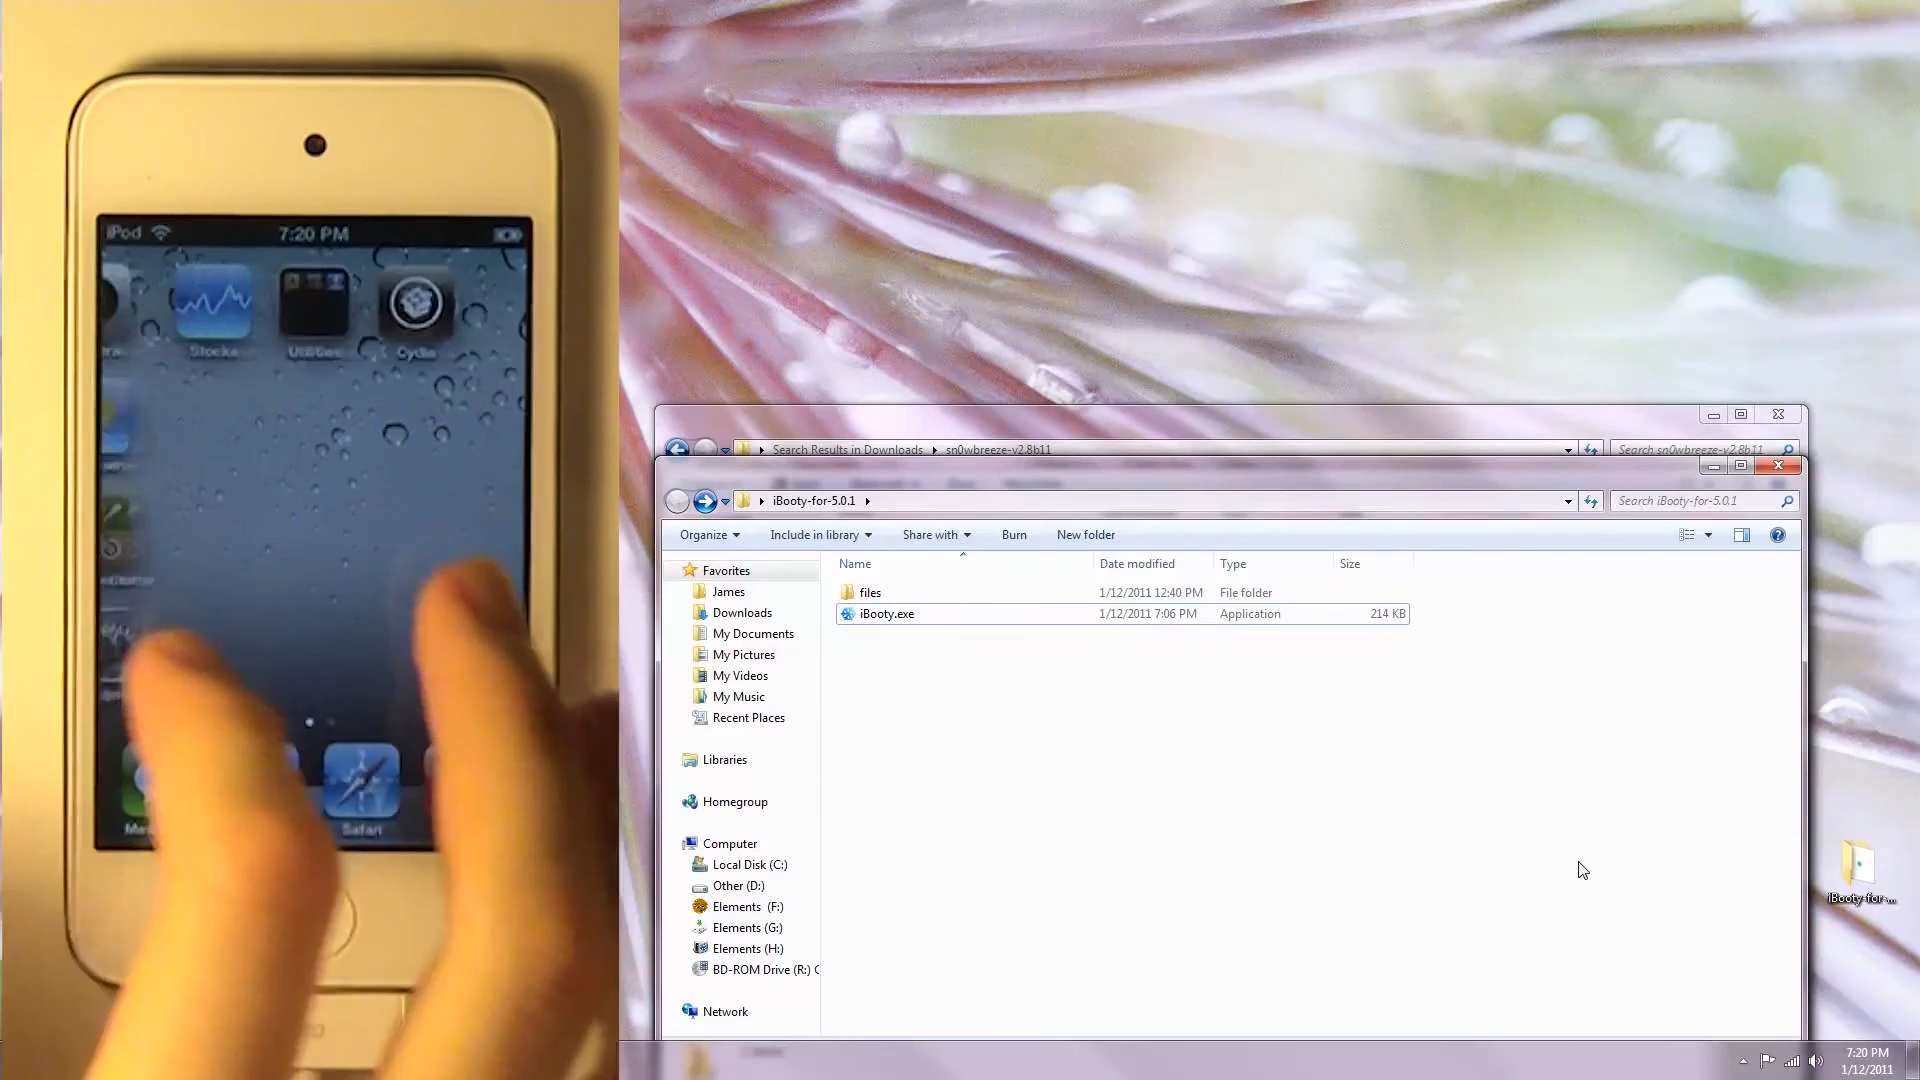 iPod
7:20 PM
Stocks
Utilities
Cydia
Safari
Search Results in Downloads
sn0wbreeze-v2.8b11
Search sn0wbreeze-v2.8b11
iBooty-for-5.0.1
Search iBooty-for-5.0.1
Organize
Include in library
Share with
Burn
New folder
Name
Date modified
Type
Size
files
1/12/2011 12:40 PM
File folder
iBooty.exe
1/12/2011 7:06 PM
Application
214 KB
Favorites
James
Downloads
My Documents
My Pictures
My Videos
My Music
Recent Places
Libraries
Homegroup
Computer
Local Disk (C:)
Other (D:)
Elements (F:)
Elements (G:)
Elements (H:)
BD-ROM Drive (R:) C
Network
iBooty-for-...
7:20 PM
1/12/2011